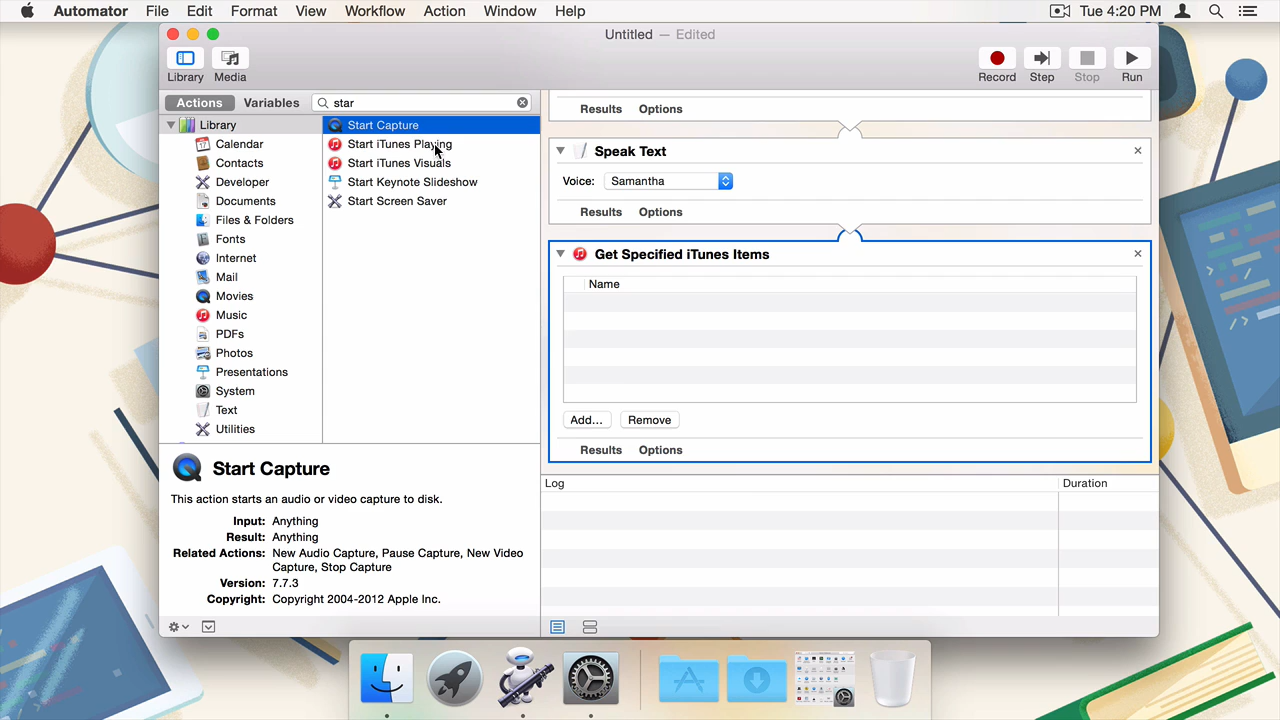 Automator File Edit Format View Workflow Action Window Help Tue 4:20 PM
Untitled — Edited
Library Media Record Step Stop Run
Actions Variables star
Library
Calendar
Contacts
Developer
Documents
Files & Folders
Fonts
Internet
Mail
Movies
Music
PDFs
Photos
Presentations
System
Text
Utilities
Start Capture
Start iTunes Playing
Start iTunes Visuals
Start Keynote Slideshow
Start Screen Saver
Start Capture
This action starts an audio or video capture to disk.
Input: Anything
Result: Anything
Related Actions: New Audio Capture, Pause Capture, New Video
Capture, Stop Capture
Version: 7.7.3
Copyright: Copyright 2004-2012 Apple Inc.
Results Options
Speak Text
Voice: Samantha
Results Options
Get Specified iTunes Items
Name
Add... Remove
Results Options
Log Duration